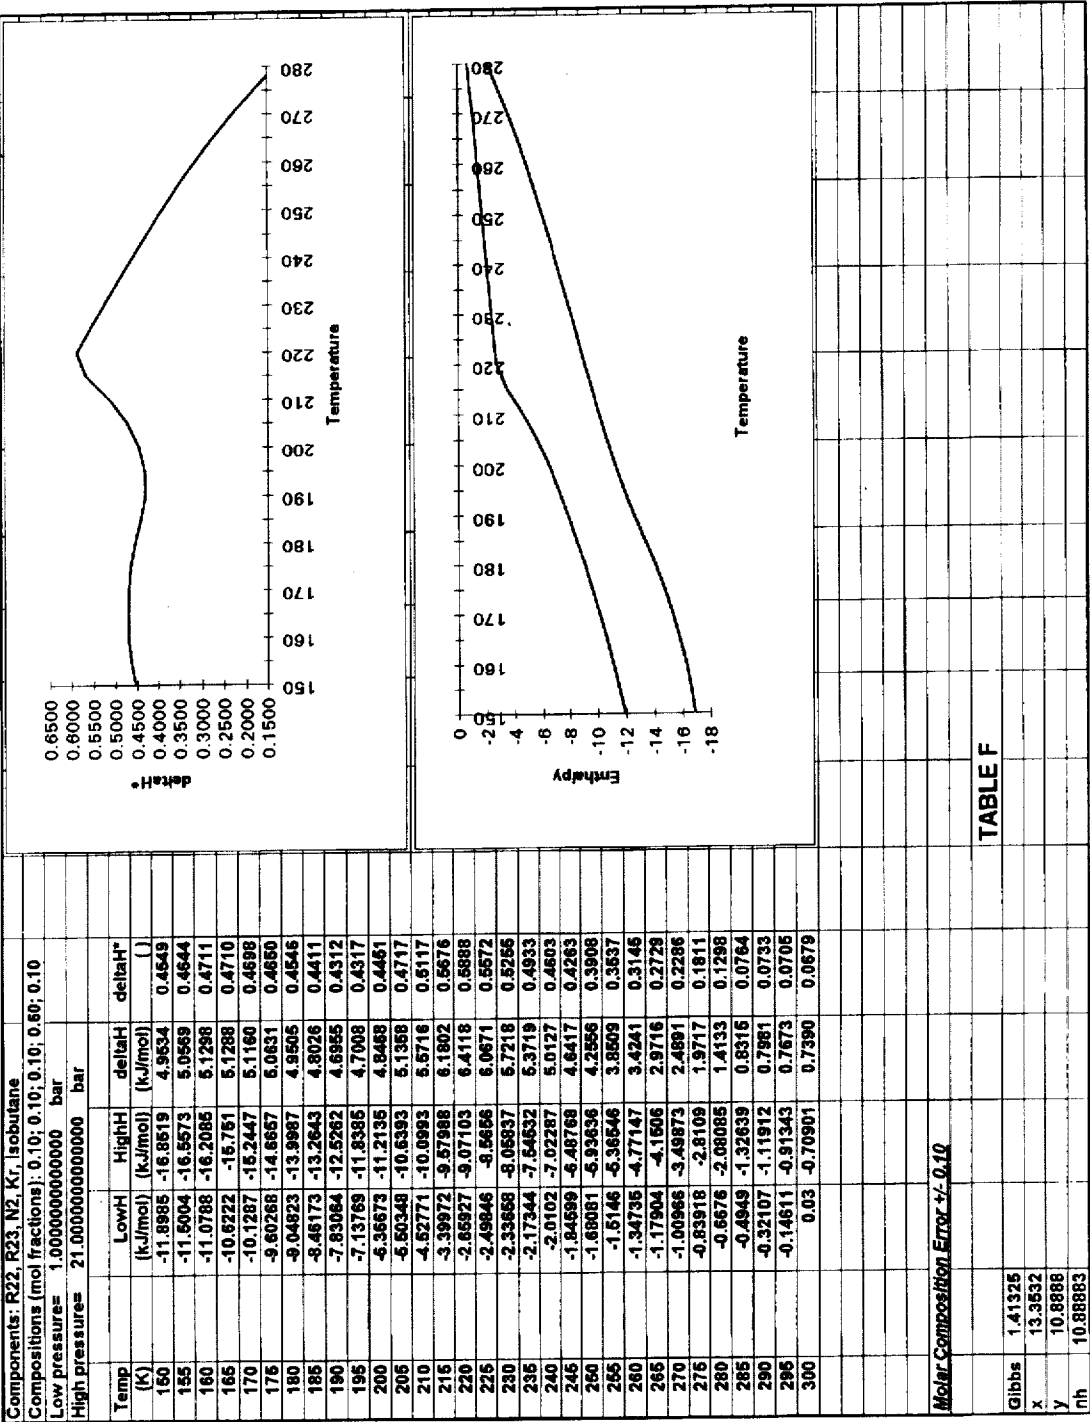 Components: R22, R23, N2, Kr, Isobutane
Compositions (mol fractions): 0.10; 0.10; 0.10; 0.60; 0.10
Low pressure= 1.00000000000000 bar
High pressure= 21.00000000000000 bar
Temp LowH HighH deltaH deltaH*
(K) (kJ/mol) (kJ/mol) (kJ/mol) ( )
150 -11.8985 -16.8519 4.9534 0.4549
155 -11.5004 -16.5573 5.0569 0.4644
160 -11.0788 -16.2085 5.1298 0.4711
165 -10.6222 -15.751 5.1288 0.4710
170 -10.1287 -15.2447 5.1160 0.4698
175 -9.60268 -14.6657 5.0631 0.4650
180 -9.04823 -13.9987 4.9505 0.4546
185 -8.46173 -13.2643 4.8026 0.4411
190 -7.83064 -12.5262 4.6955 0.4312
195 -7.13769 -11.8385 4.7008 0.4317
200 -6.36673 -11.2135 4.8468 0.4451
205 -5.50348 -10.6393 5.1358 0.4717
210 -4.52771 -10.0993 5.5716 0.5117
215 -3.39972 -9.57988 6.1802 0.5676
220 -2.65927 -9.07103 6.4118 0.5888
225 -2.49846 -8.5656 6.0671 0.5572
230 -2.33658 -8.05837 5.7218 0.5255
235 -2.17344 -7.54532 5.3719 0.4933
240 -2.0102 -7.02287 5.0127 0.4603
245 -1.84599 -6.48768 4.6417 0.4263
250 -1.68081 -5.93636 4.2556 0.3908
255 -1.5146 -5.36546 3.8509 0.3537
260 -1.34735 -4.77147 3.4241 0.3145
265 -1.17904 -4.1506 2.9716 0.2729
270 -1.00966 -3.49873 2.4891 0.2286
275 -0.83918 -2.8109 1.9717 0.1811
280 -0.6676 -2.08085 1.4133 0.1298
285 -0.4949 -1.32639 0.8315 0.0764
290 -0.32107 -1.11912 0.7981 0.0733
295 -0.14611 -0.91343 0.7673 0.0705
300 0.03 -0.70901 0.7390 0.0679
Molar Composition Error +/- 0.10
Gibbs 1.41325
x 13.3532
y 10.8888
nh 10.88883
deltaH*
0.6500
0.6000
0.5500
0.5000
0.4500
0.4000
0.3500
0.3000
0.2500
0.2000
0.1500
150 160 170 180 190 200 210 220 230 240 250 260 270 280
Temperature
Enthalpy
0
-2
-4
-6
-8
-10
-12
-14
-16
-18
150 160 170 180 190 200 210 220 230 240 250 260 270 280
Temperature
TABLE F